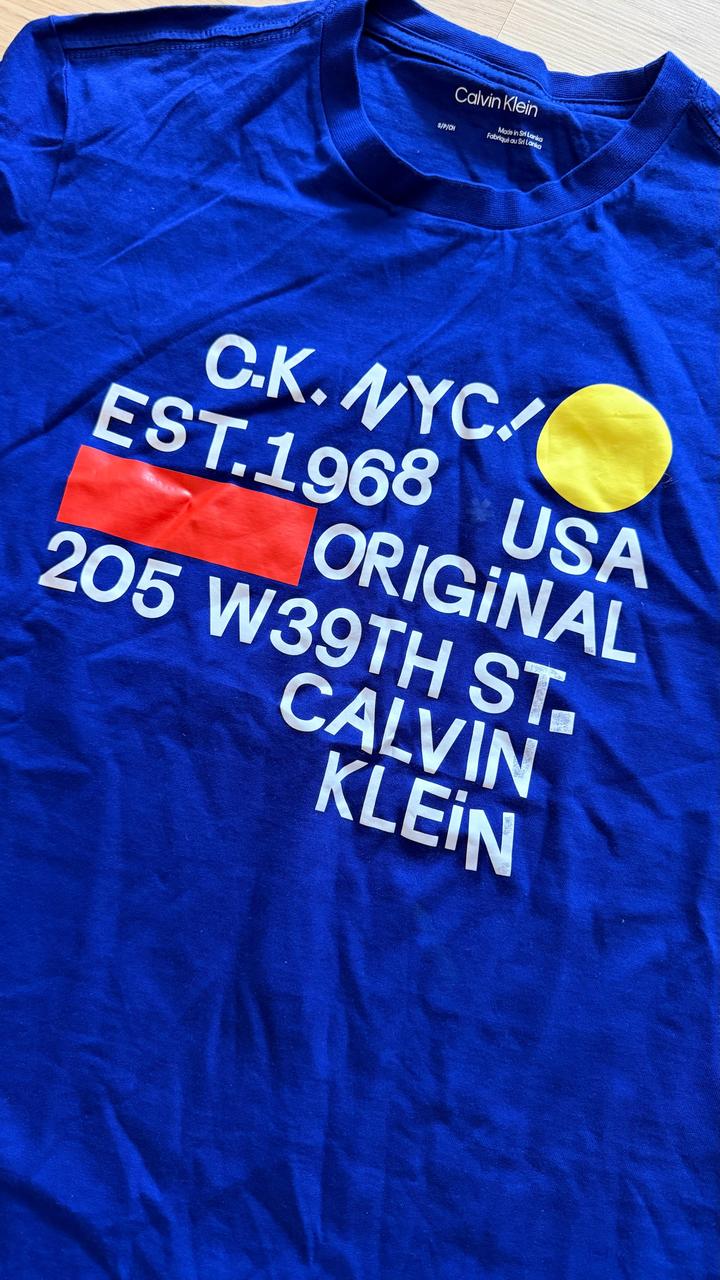 Calvin Klein
S/P/CH
Made in Sri Lanka
Fabriqué au Sri Lanka
C.K. NYC!
EST.1968
USA
ORIGiNAL
205 W39TH ST.
CALVIN
KLEiN